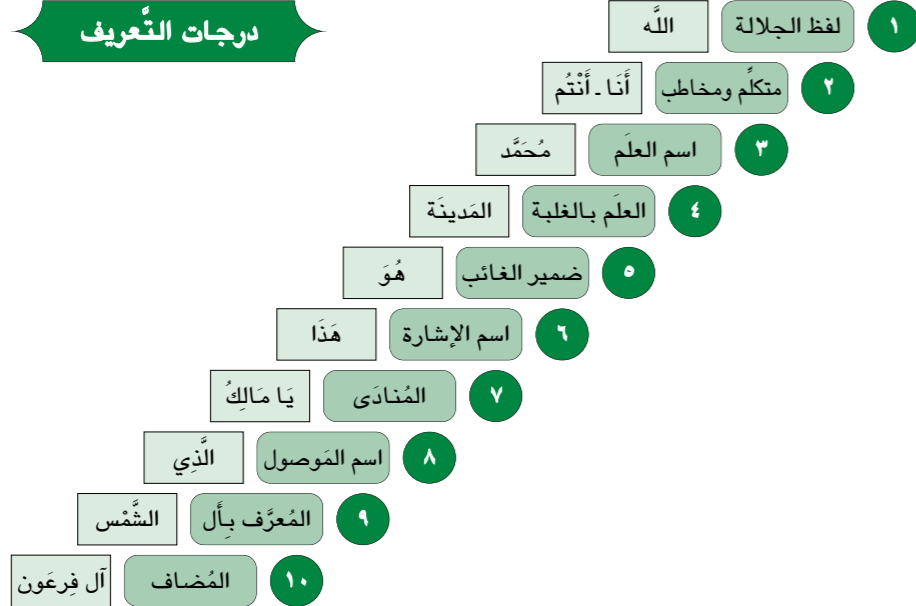 درجات التَّعريف
١ لفظ الجلالة اللَّه
٢ متكلِّم ومخاطب أَنَا ـ أَنْتُم
٣ اسم العلَم مُحَمَّد
٤ العلَم بالغلبة المَدينَة
٥ ضمير الغائب هُوَ
٦ اسم الإشارة هَذَا
٧ المُنادَى يَا مَالِكُ
٨ اسم المَوصول الَّذِي
٩ المُعرَّف بِأَل الشَّمْس
١٠ المُضاف آل فِرعَون